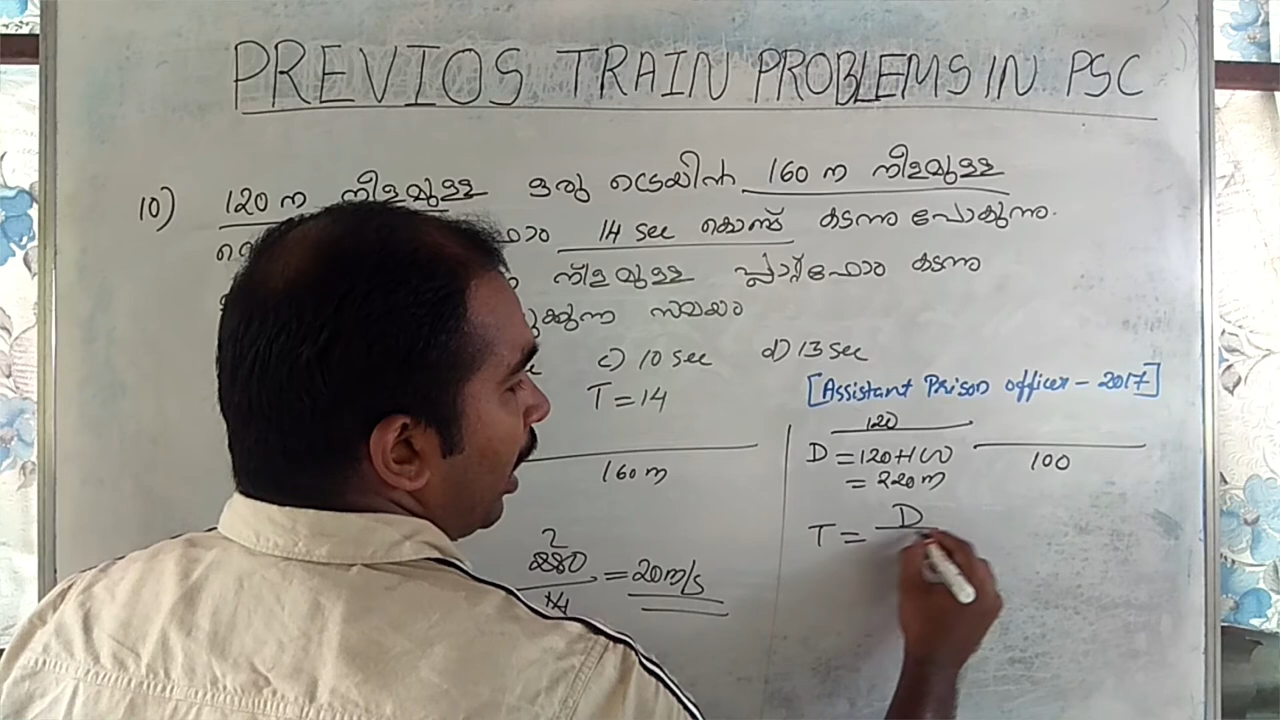 PREVIOS TRAIN PROBLEMS IN PSC
10) 120 m നീളമുള്ള ഒരു ട്രെയിൻ 160 m നീളമുള്ള
14 sec കൊണ്ട് കടന്നു പോകുന്നു.
നീളമുള്ള പ്ലാറ്റ്ഫോം കടന്നു
സമയം
c) 10 sec d) 13 sec
T = 14
[Assistant Prison officer - 2017]
120
160 m
D = 120+100
100
= 220 m
T = D
2
280
= 20 m/s
14